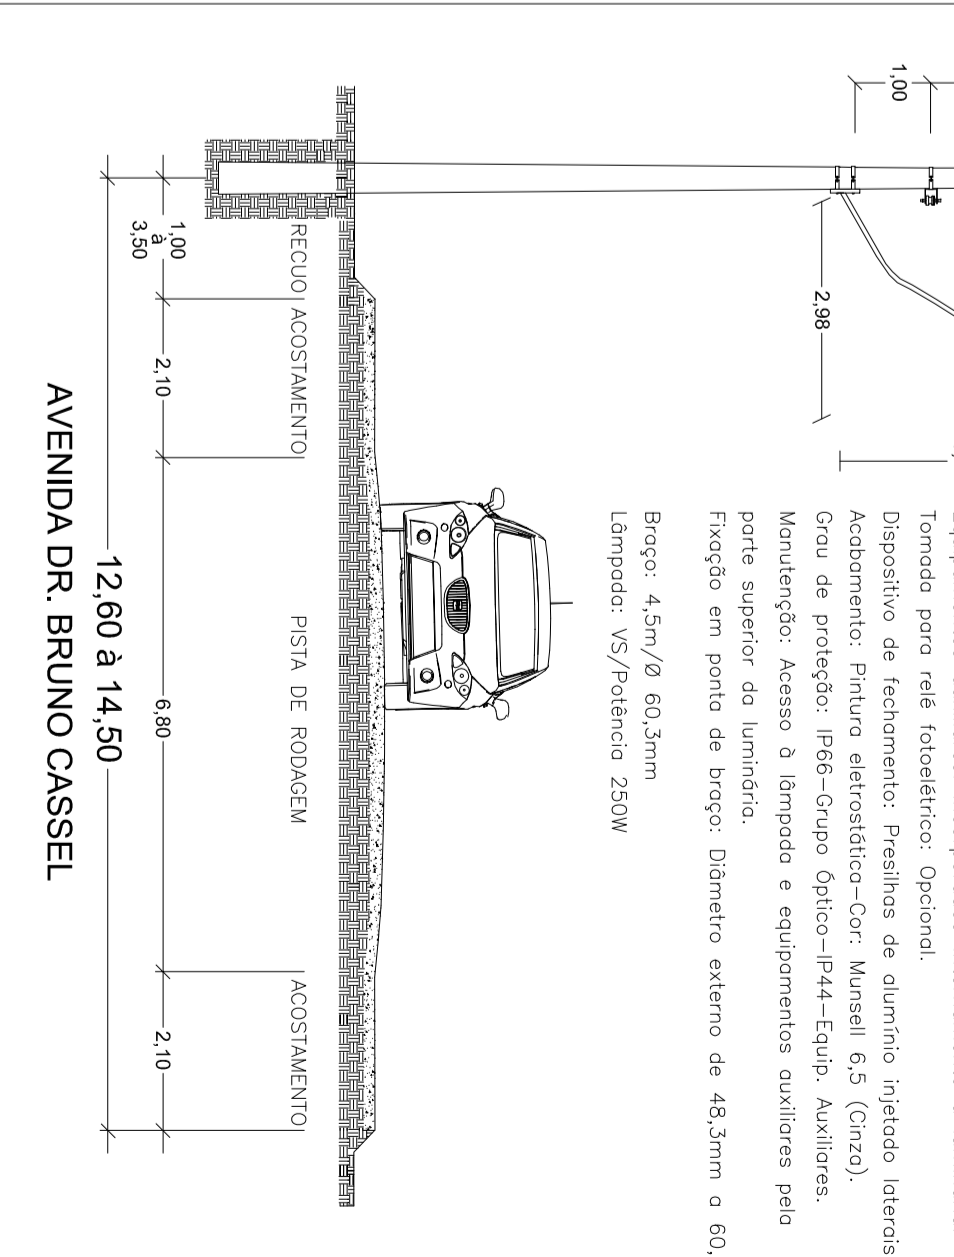 1,00
2,98
Tomada para relé fotoelétrico: Opcional.
Dispositivo de fechamento: Presilhas de alumínio injetado laterais
Acabamento: Pintura eletrostática-Cor: Munsell 6,5 (Cinza).
Grau de proteção: IP66-Grupo Óptico-IP44-Equip. Auxiliares.
Manutenção: Acesso à lâmpada e equipamentos auxiliares pela
parte superior da luminária.
Fixação em ponta de braço: Diâmetro externo de 48,3mm a 60,
Braço: 4,5m/Ø 60,3mm
Lâmpada: VS/Potência 250W
RECUO
ACOSTAMENTO
PISTA DE RODAGEM
ACOSTAMENTO
1,00
à
3,50
2,10
6,80
2,10
12,60 à 14,50
AVENIDA DR. BRUNO CASSEL